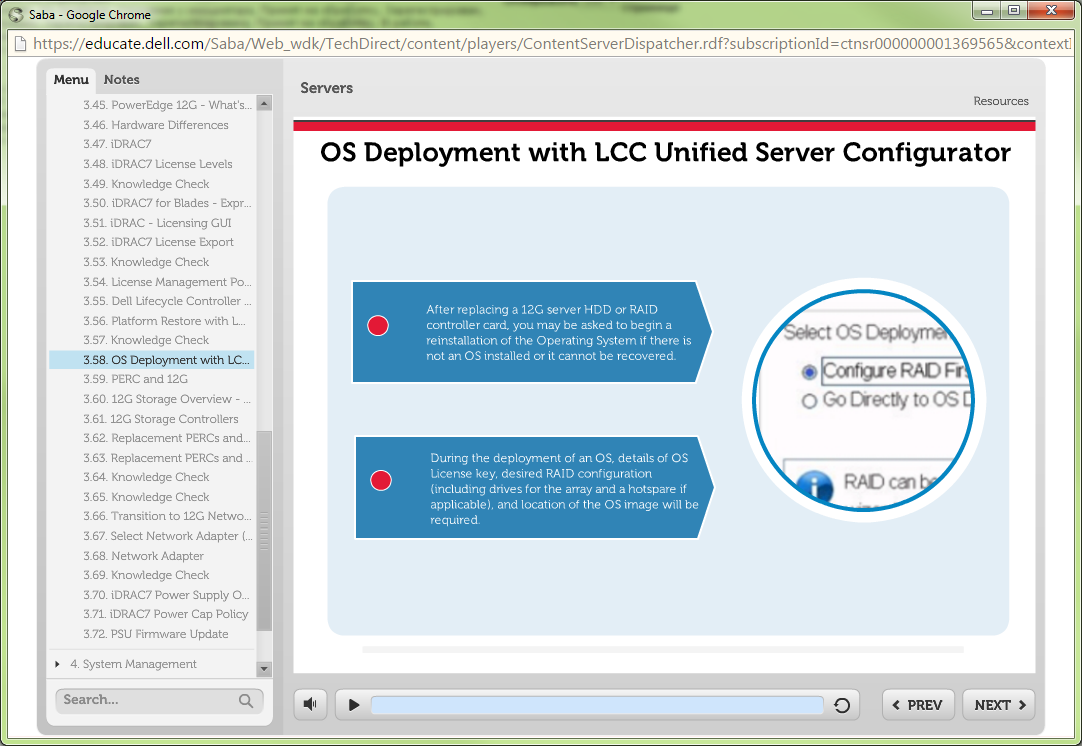 Saba - Google Chrome
https://educate.dell.com/Saba/Web_wdk/TechDirect/content/players/ContentServerDispatcher.rdf?subscriptionId=ctnsr000000001369565&context
Menu
Notes
3.45. PowerEdge 12G - What's...
3.46. Hardware Differences
3.47. iDRAC7
3.48. iDRAC7 License Levels
3.49. Knowledge Check
3.50. iDRAC7 for Blades - Expr...
3.51. iDRAC - Licensing GUI
3.52. iDRAC7 License Export
3.53. Knowledge Check
3.54. License Management Po...
3.55. Dell Lifecycle Controller ...
3.56. Platform Restore with L...
3.57. Knowledge Check
3.58. OS Deployment with LC...
3.59. PERC and 12G
3.60. 12G Storage Overview - ...
3.61. 12G Storage Controllers
3.62. Replacement PERCs and...
3.63. Replacement PERCs and ...
3.64. Knowledge Check
3.65. Knowledge Check
3.66. Transition to 12G Netwo...
3.67. Select Network Adapter (...
3.68. Network Adapter
3.69. Knowledge Check
3.70. iDRAC7 Power Supply O...
3.71. iDRAC7 Power Cap Policy
3.72. PSU Firmware Update
4. System Management
Search...
Servers
Resources
OS Deployment with LCC Unified Server Configurator
After replacing a 12G server HDD or RAID
controller card, you may be asked to begin a
reinstallation of the Operating System if there is
not an OS installed or it cannot be recovered.
During the deployment of an OS, details of OS
License key, desired RAID configuration
(including drives for the array and a hotspare if
applicable), and location of the OS image will be
required.
Select OS Deployme
Configure RAID Firs
Go Directly to OS D
RAID can be
PREV
NEXT